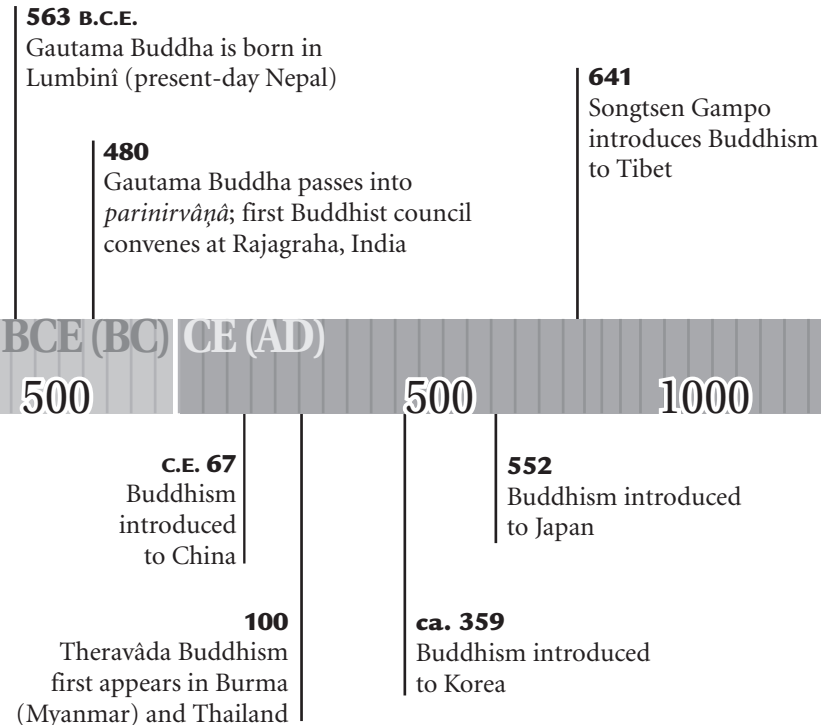 563 B.C.E.
Gautama Buddha is born in
Lumbinî (present-day Nepal)
480
Gautama Buddha passes into
parinirvâṇâ; first Buddhist council
convenes at Rajagraha, India
641
Songtsen Gampo
introduces Buddhism
to Tibet
BCE (BC) CE (AD)
500 500 1000
C.E. 67
Buddhism
introduced
to China
552
Buddhism introduced
to Japan
100
Theravâda Buddhism
first appears in Burma
(Myanmar) and Thailand
ca. 359
Buddhism introduced
to Korea